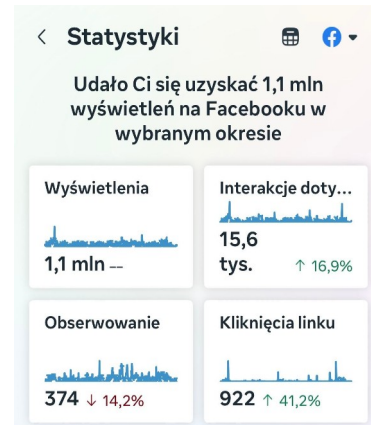 Statystyki
Udało Ci się uzyskać 1,1 mln
wyświetleń na Facebooku w
wybranym okresie
Wyświetlenia
1,1 mln --
Interakcje doty...
15,6
tys. ↑ 16,9%
Obserwowanie
374 ↓ 14,2%
Kliknięcia linku
922 ↑ 41,2%